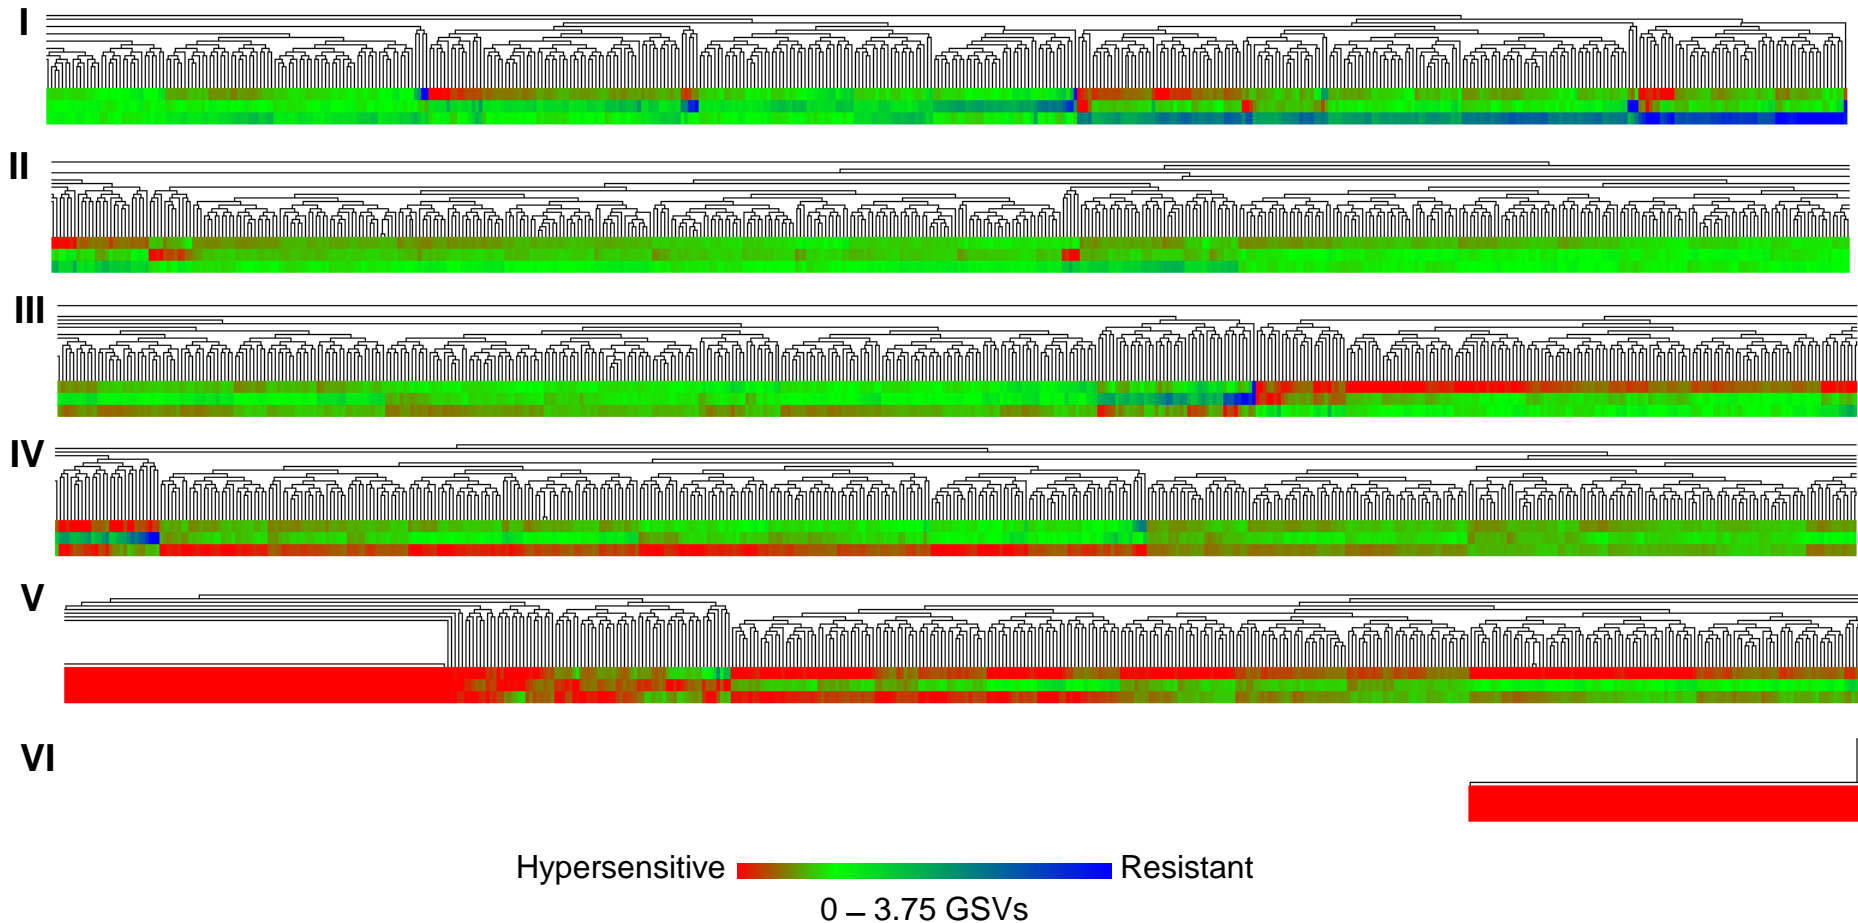 I
II
III
IV
V
VI
Hypersensitive Resistant
0 – 3.75 GSVs